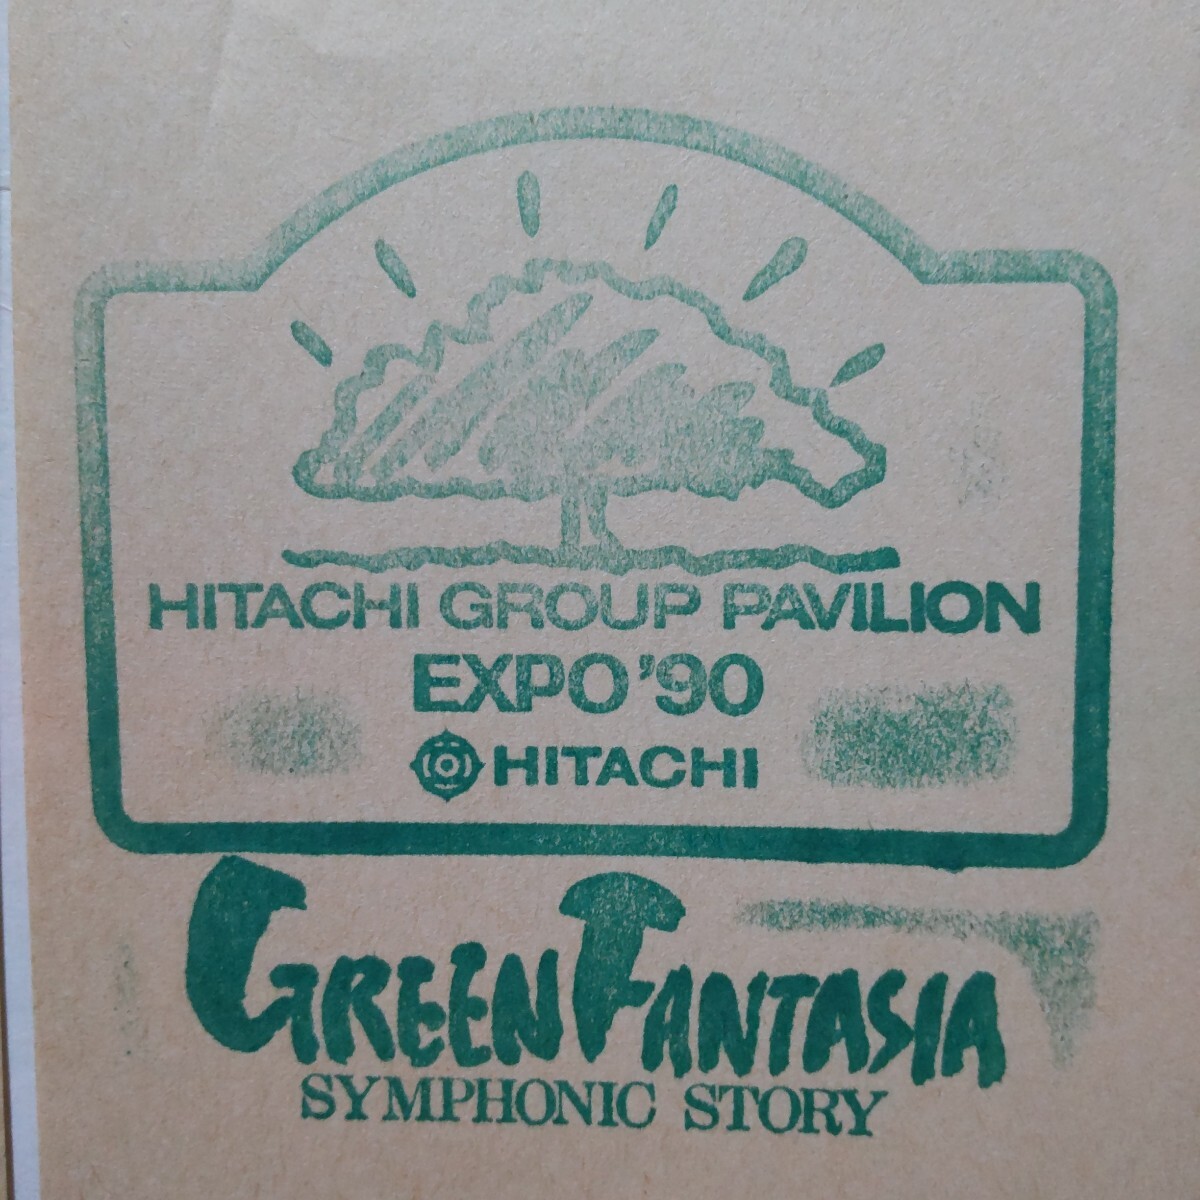 HITACHI GROUP PAVILION
EXPO '90
HITACHI
GREEN FANTASIA
SYMPHONIC STORY